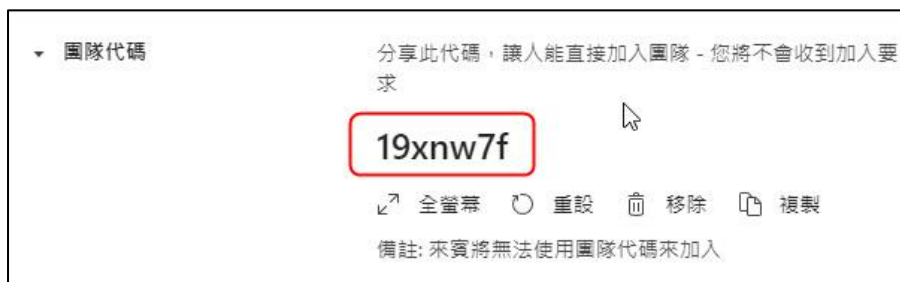 團隊代碼
分享此代碼，讓人能直接加入團隊 - 您將不會收到加入要
求
19xnw7f
全螢幕 重設 移除 複製
備註: 來賓將無法使用團隊代碼來加入